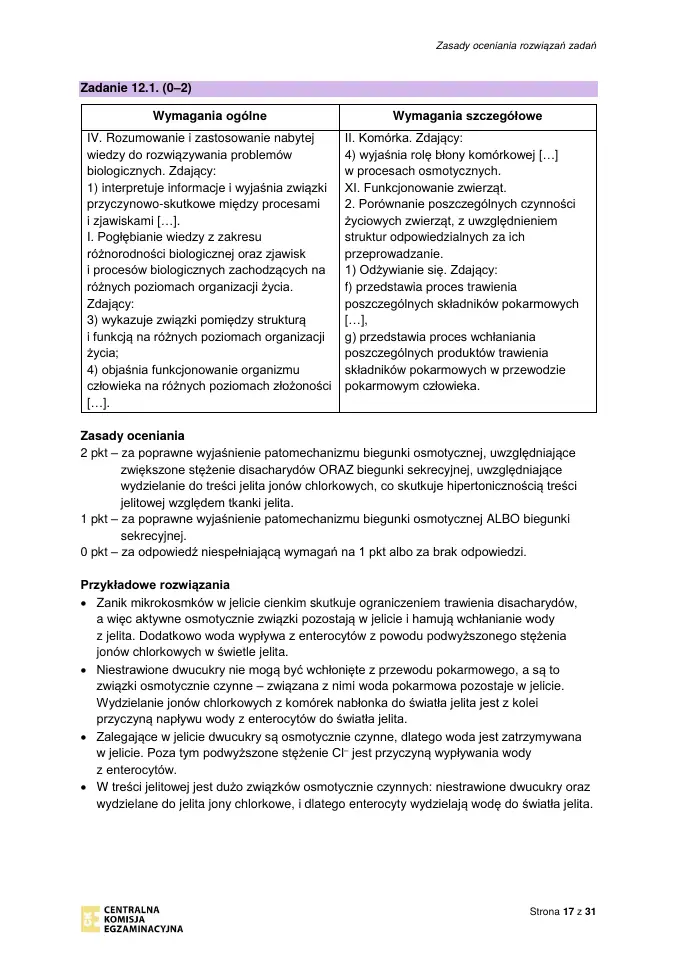 Zasady oceniania rozwiązań zadań
Zadanie 12.1. (0–2)
Wymagania ogólne
Wymagania szczegółowe
IV. Rozumowanie i zastosowanie nabytej
wiedzy do rozwiązywania problemów
biologicznych. Zdający:
1) interpretuje informacje i wyjaśnia związki
przyczynowo-skutkowe między procesami
i zjawiskami […].
I. Pogłębianie wiedzy z zakresu
różnorodności biologicznej oraz zjawisk
i procesów biologicznych zachodzących na
różnych poziomach organizacji życia.
Zdający:
3) wykazuje związki pomiędzy strukturą
i funkcją na różnych poziomach organizacji
życia;
4) objaśnia funkcjonowanie organizmu
człowieka na różnych poziomach złożoności
[…].
II. Komórka. Zdający:
4) wyjaśnia rolę błony komórkowej […]
w procesach osmotycznych.
XI. Funkcjonowanie zwierząt.
2. Porównanie poszczególnych czynności
życiowych zwierząt, z uwzględnieniem
struktur odpowiedzialnych za ich
przeprowadzanie.
1) Odżywianie się. Zdający:
f) przedstawia proces trawienia
poszczególnych składników pokarmowych
[…],
g) przedstawia proces wchłaniania
poszczególnych produktów trawienia
składników pokarmowych w przewodzie
pokarmowym człowieka.
Zasady oceniania
2 pkt – za poprawne wyjaśnienie patomechanizmu biegunki osmotycznej, uwzględniające
zwiększone stężenie disacharydów ORAZ biegunki sekrecyjnej, uwzględniające
wydzielanie do treści jelita jonów chlorkowych, co skutkuje hipertonicznością treści
jelitowej względem tkanki jelita.
1 pkt – za poprawne wyjaśnienie patomechanizmu biegunki osmotycznej ALBO biegunki
sekrecyjnej.
0 pkt – za odpowiedź niespełniającą wymagań na 1 pkt albo za brak odpowiedzi.
Przykładowe rozwiązania
• Zanik mikrokosmków w jelicie cienkim skutkuje ograniczeniem trawienia disacharydów,
a więc aktywne osmotycznie związki pozostają w jelicie i hamują wchłanianie wody
z jelita. Dodatkowo woda wypływa z enterocytów z powodu podwyższonego stężenia
jonów chlorkowych w świetle jelita.
• Niestrawione dwucukry nie mogą być wchłonięte z przewodu pokarmowego, a są to
związki osmotycznie czynne – związana z nimi woda pokarmowa pozostaje w jelicie.
Wydzielanie jonów chlorkowych z komórek nabłonka do światła jelita jest z kolei
przyczyną napływu wody z enterocytów do światła jelita.
• Zalegające w jelicie dwucukry są osmotycznie czynne, dlatego woda jest zatrzymywana
w jelicie. Poza tym podwyższone stężenie Cl⁻ jest przyczyną wypływania wody
z enterocytów.
• W treści jelitowej jest dużo związków osmotycznie czynnych: niestrawione dwucukry oraz
wydzielane do jelita jony chlorkowe, i dlatego enterocyty wydzielają wodę do światła jelita.
CKE
CENTRALNA
KOMISJA
EGZAMINACYJNA
Strona 17 z 31